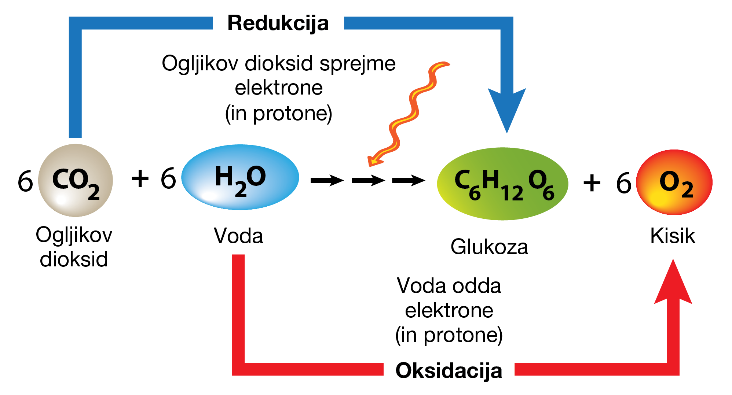 Redukcija
Ogljikov dioksid sprejme
elektrone
(in protone)
6 CO₂ + 6 H₂O C₆H₁₂O₆ + 6 O₂
Ogljikov
dioksid
Voda
Glukoza
Kisik
Voda odda
elektrone
(in protone)
Oksidacija